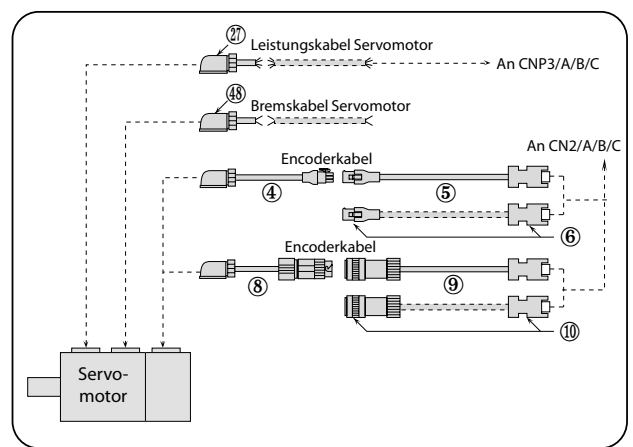 ㉗
Leistungskabel Servomotor
An CNP3/A/B/C
㊽
Bremskabel Servomotor
An CN2/A/B/C
Encoderkabel
④
⑤
⑥
Encoderkabel
⑧
⑨
⑩
Servo-
motor